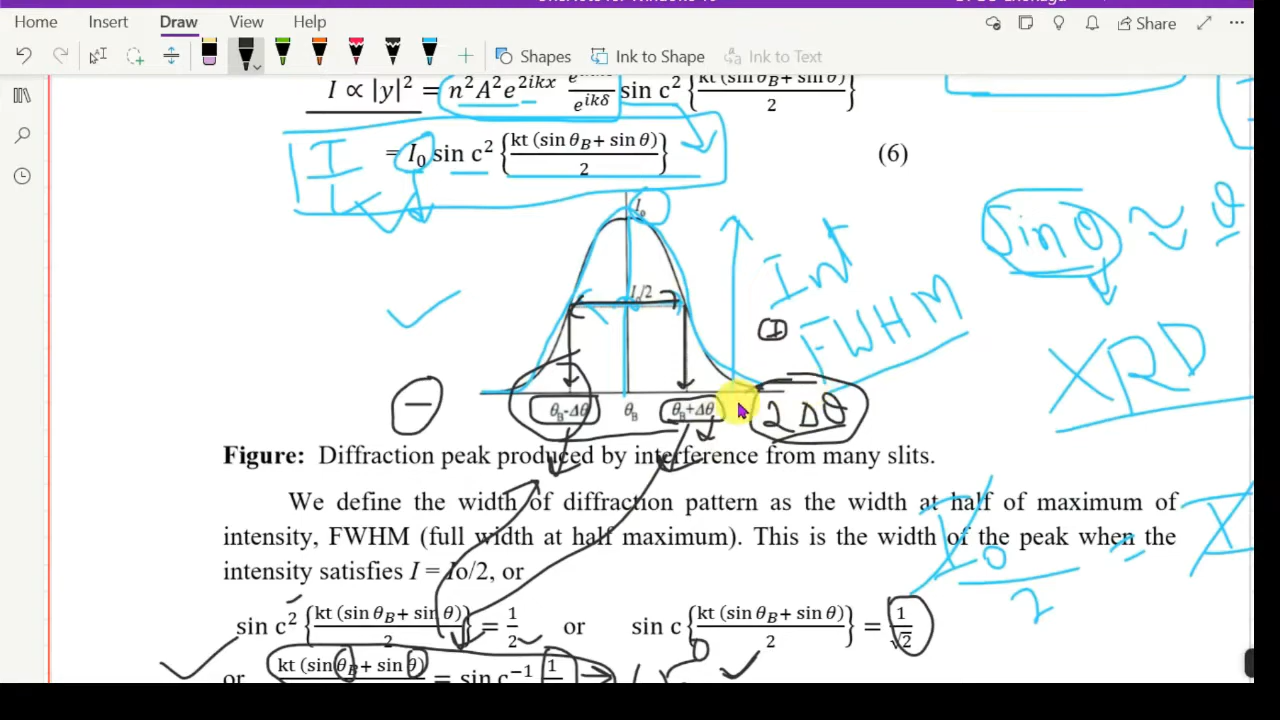 Home Insert Draw View Help
Share
Shapes Ink to Shape Ink to Text
I ∝ |y|² = n²A²e^{2ikx} e^{iknδ}/e^{ikδ} sin c² {kt (sin θ_B + sin θ)/2}
I = I₀ sin c² {kt (sin θ_B + sin θ)/2} (6)
I₀
sin θ ≈ θ
Int
I₀/2
I
FWHM
XRD
−
θ_B-Δθ θ_B θ_B+Δθ 2Δθ
Figure: Diffraction peak produced by interference from many slits.
We define the width of diffraction pattern as the width at half of maximum of
intensity, FWHM (full width at half maximum). This is the width of the peak when the
intensity satisfies I = Io/2, or
I₀/2 = I
sin c² {kt (sin θ_B + sin θ)/2} = 1/2 or sin c {kt (sin θ_B + sin θ)/2} = 1/√2
or kt (sin θ_B + sin θ) = sin c⁻¹ 1